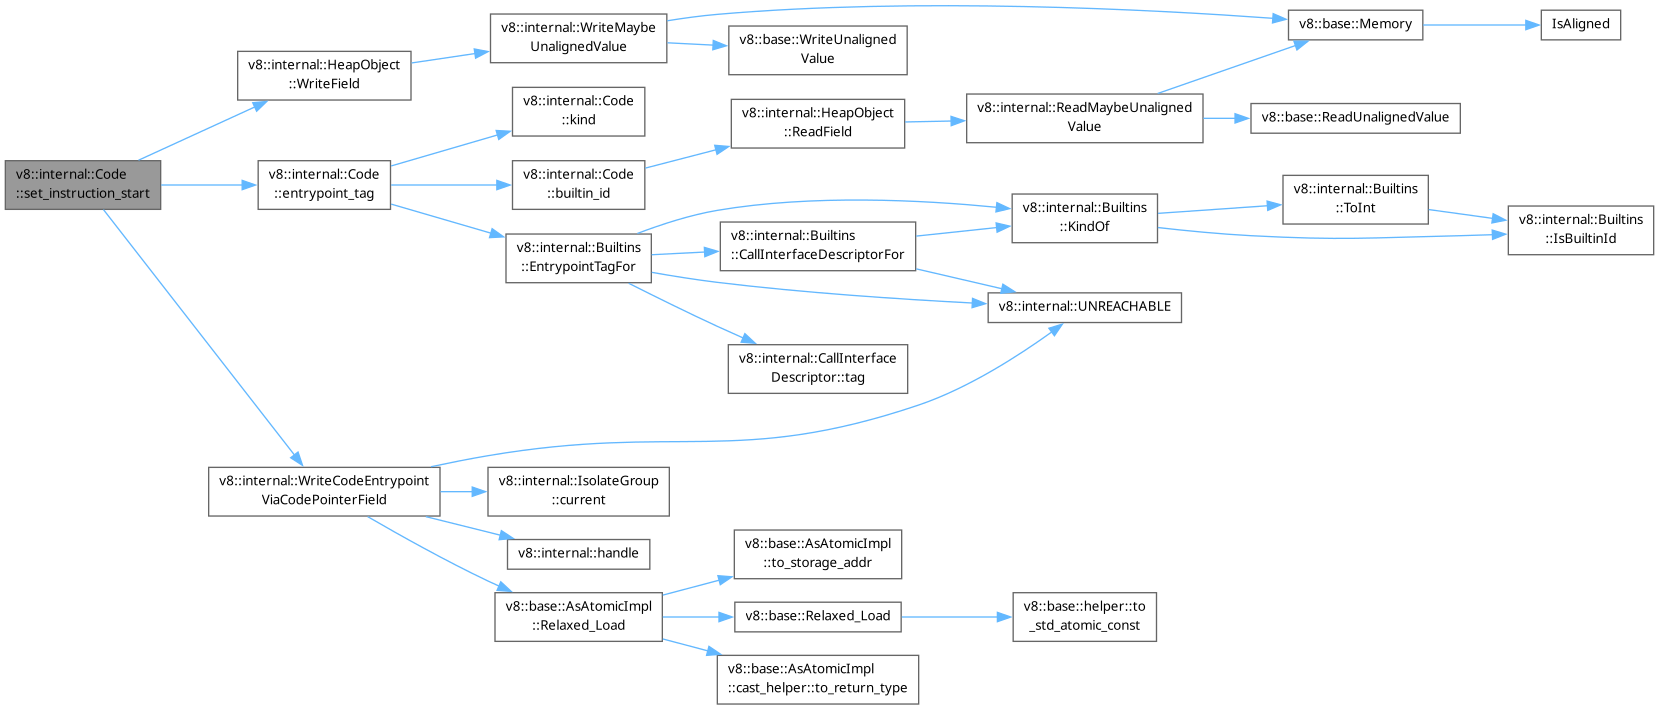 v8::internal::Code
::set_instruction_start
v8::internal::HeapObject
::WriteField
v8::internal::WriteMaybe
UnalignedValue
v8::base::Memory
IsAligned
v8::base::WriteUnaligned
Value
v8::internal::Code
::entrypoint_tag
v8::internal::Code
::kind
v8::internal::Code
::builtin_id
v8::internal::HeapObject
::ReadField
v8::internal::ReadMaybeUnaligned
Value
v8::base::ReadUnalignedValue
v8::internal::Builtins
::EntrypointTagFor
v8::internal::Builtins
::CallInterfaceDescriptorFor
v8::internal::Builtins
::KindOf
v8::internal::Builtins
::ToInt
v8::internal::Builtins
::IsBuiltinId
v8::internal::UNREACHABLE
v8::internal::CallInterface
Descriptor::tag
v8::internal::WriteCodeEntrypoint
ViaCodePointerField
v8::internal::IsolateGroup
::current
v8::internal::handle
v8::base::AsAtomicImpl
::Relaxed_Load
v8::base::AsAtomicImpl
::to_storage_addr
v8::base::Relaxed_Load
v8::base::helper::to
_std_atomic_const
v8::base::AsAtomicImpl
::cast_helper::to_return_type